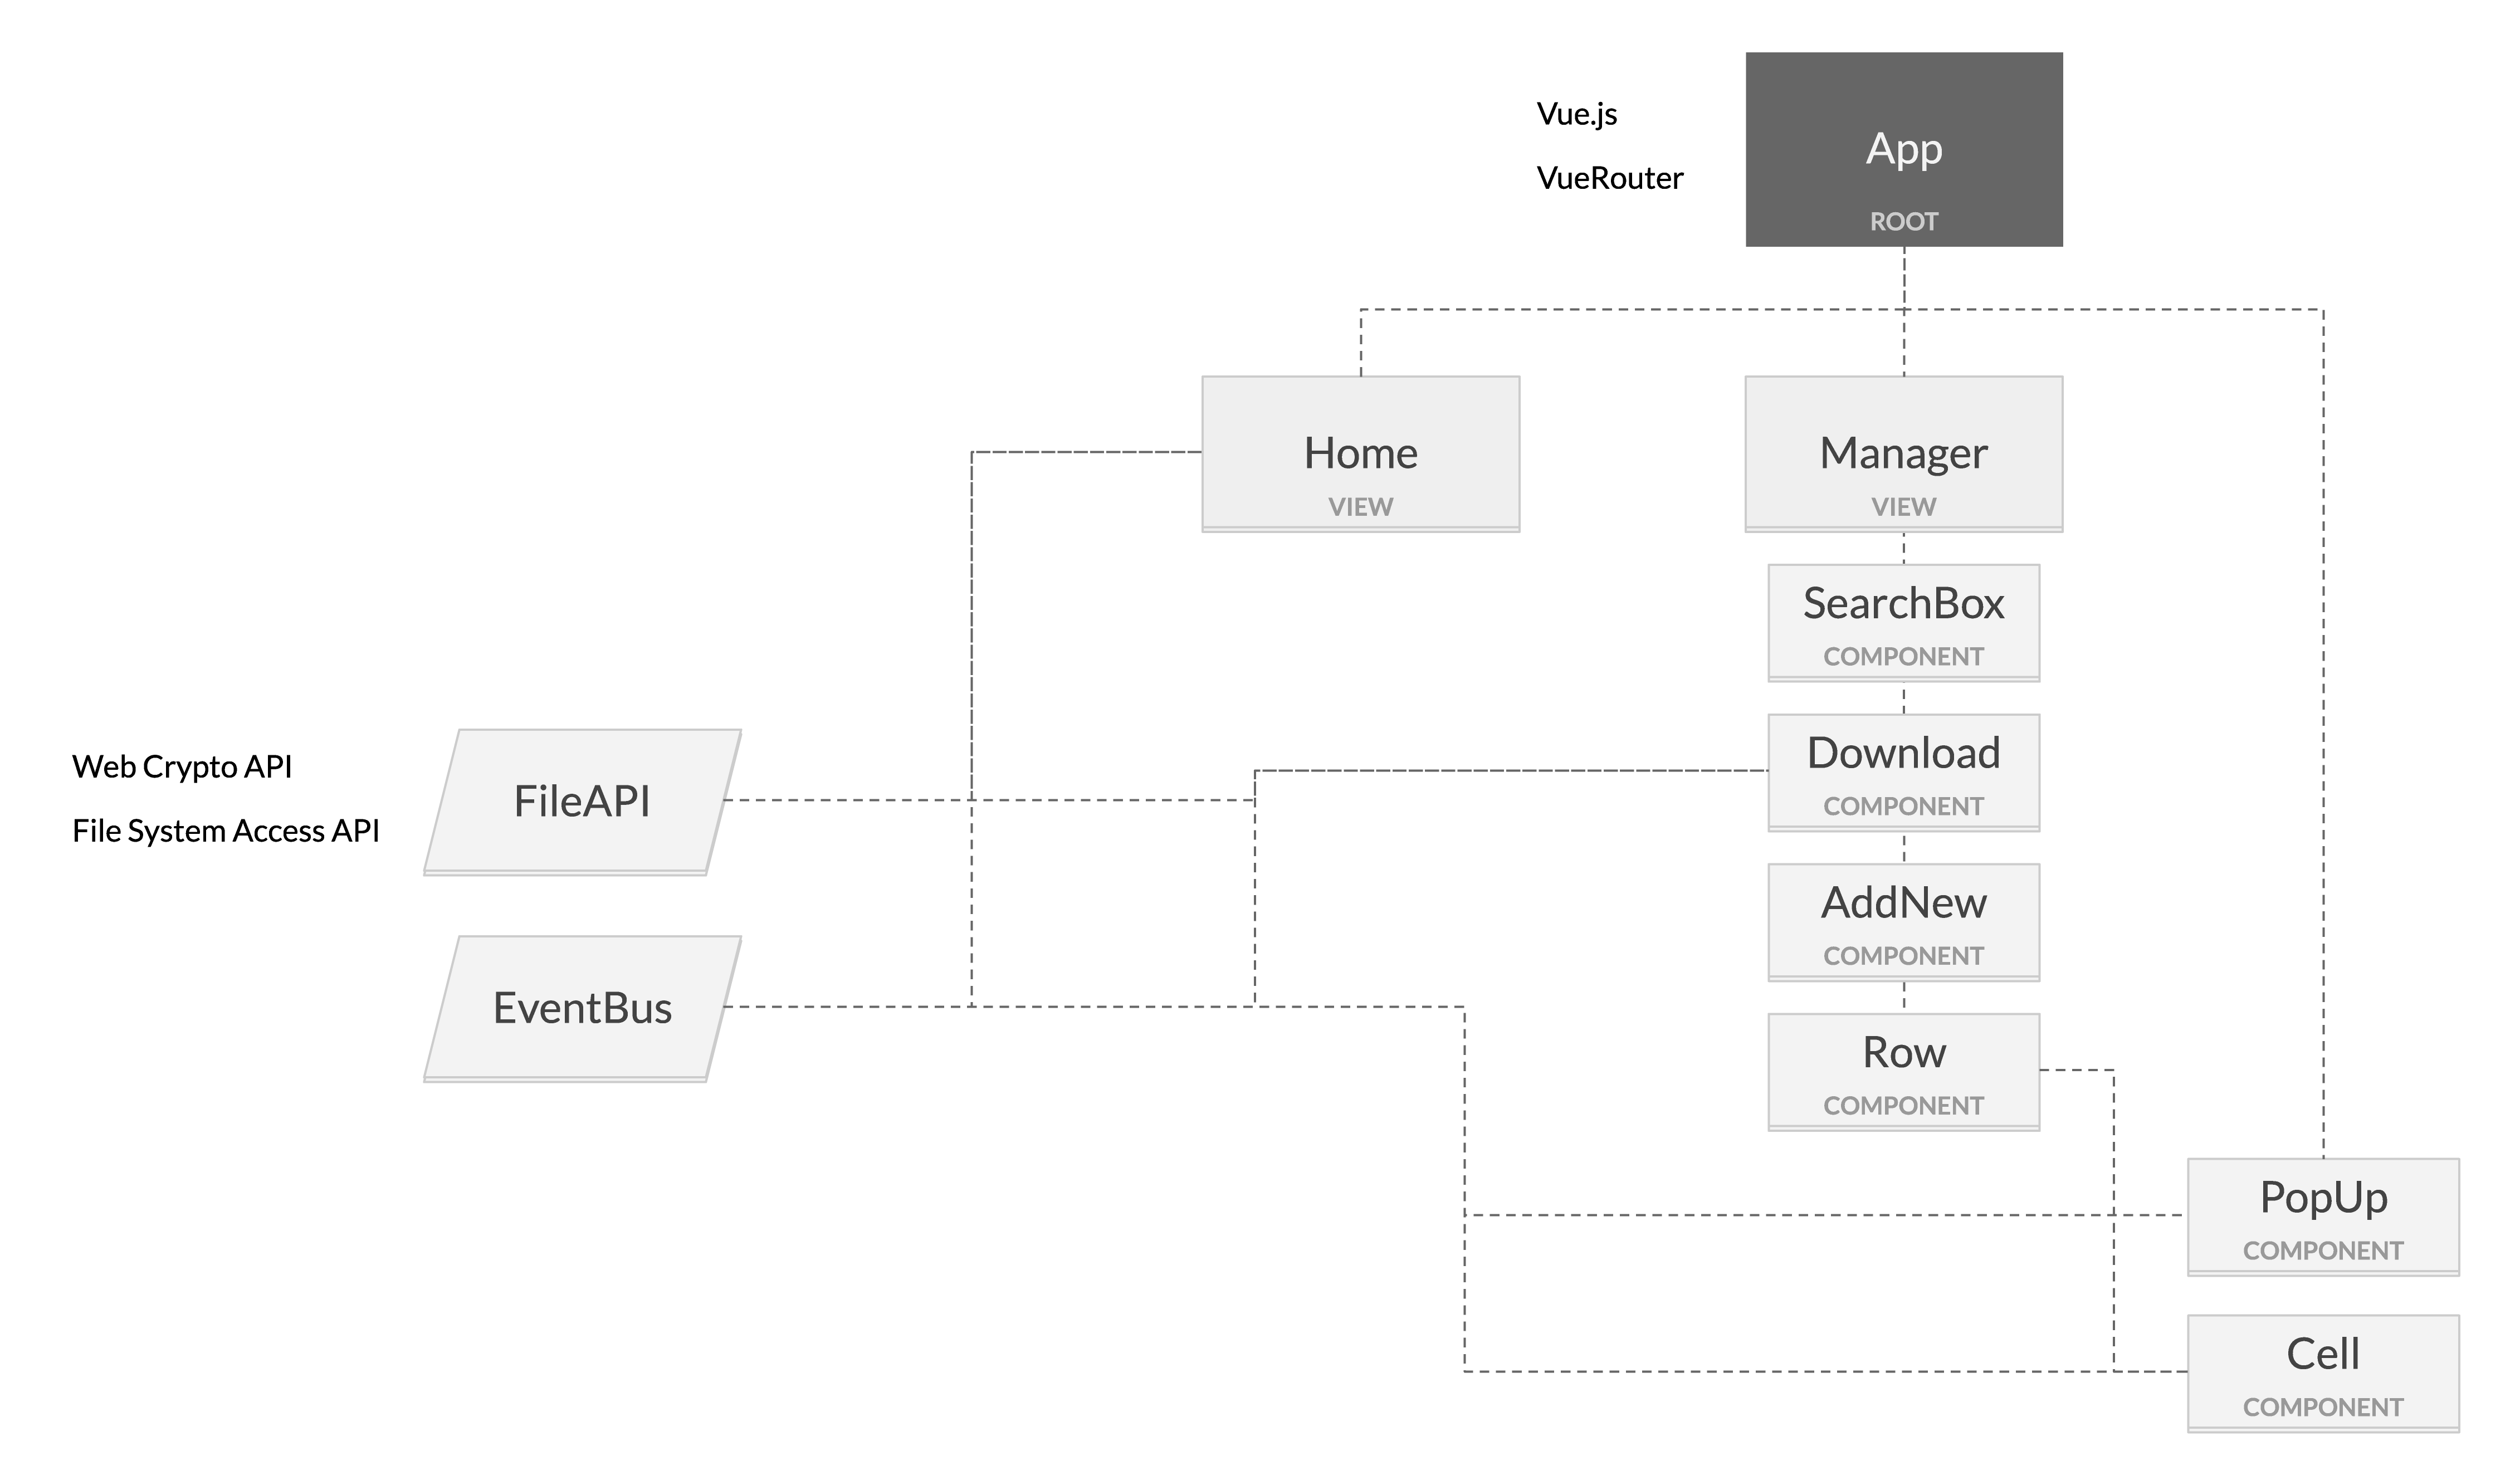 Vue.js
VueRouter
App
ROOT
Home
VIEW
Manager
VIEW
SearchBox
COMPONENT
Download
COMPONENT
Web Crypto API
File System Access API
FileAPI
AddNew
COMPONENT
EventBus
Row
COMPONENT
PopUp
COMPONENT
Cell
COMPONENT